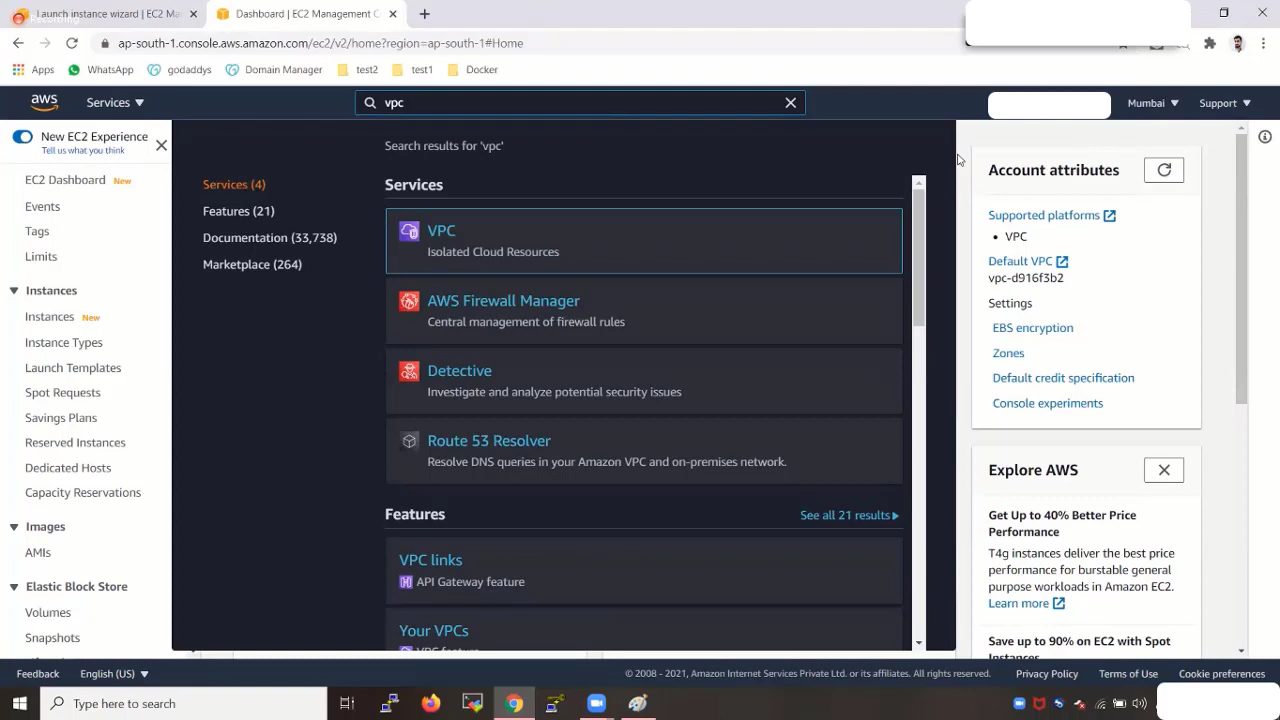 Launch instance wizard | EC2 Ma
Dashboard | EC2 Management C
ap-south-1.console.aws.amazon.com/ec2/v2/home?region=ap-south-1#Home
Apps WhatsApp godaddys Domain Manager test2 test1 Docker
aws Services vpc Mumbai Support
New EC2 Experience
Tell us what you think
EC2 Dashboard New
Events
Tags
Limits
Instances
Instances New
Instance Types
Launch Templates
Spot Requests
Savings Plans
Reserved Instances
Dedicated Hosts
Capacity Reservations
Images
AMIs
Elastic Block Store
Volumes
Snapshots
Services (4)
Features (21)
Documentation (33,738)
Marketplace (264)
Search results for 'vpc'
Services
VPC
Isolated Cloud Resources
AWS Firewall Manager
Central management of firewall rules
Detective
Investigate and analyze potential security issues
Route 53 Resolver
Resolve DNS queries in your Amazon VPC and on-premises network.
Features See all 21 results
VPC links
API Gateway feature
Your VPCs
VPC feature
Account attributes
Supported platforms
• VPC
Default VPC
vpc-d916f3b2
Settings
EBS encryption
Zones
Default credit specification
Console experiments
Explore AWS
Get Up to 40% Better Price
Performance
T4g instances deliver the best price
performance for burstable general
purpose workloads in Amazon EC2.
Learn more
Save up to 90% on EC2 with Spot
Instances
Feedback English (US) © 2008 - 2021, Amazon Internet Services Private Ltd. or its affiliates. All rights reserved. Privacy Policy Terms of Use Cookie preferences
Type here to search